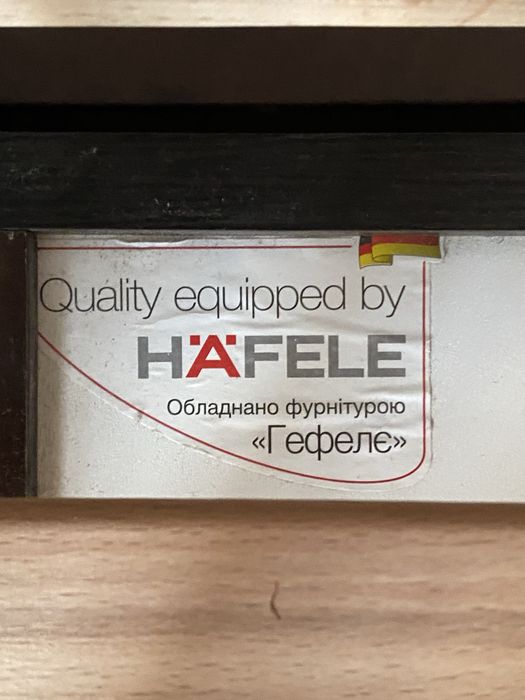 Quality equipped by
HÄFELE
Обладнано фурнітурою
«Гефелє»